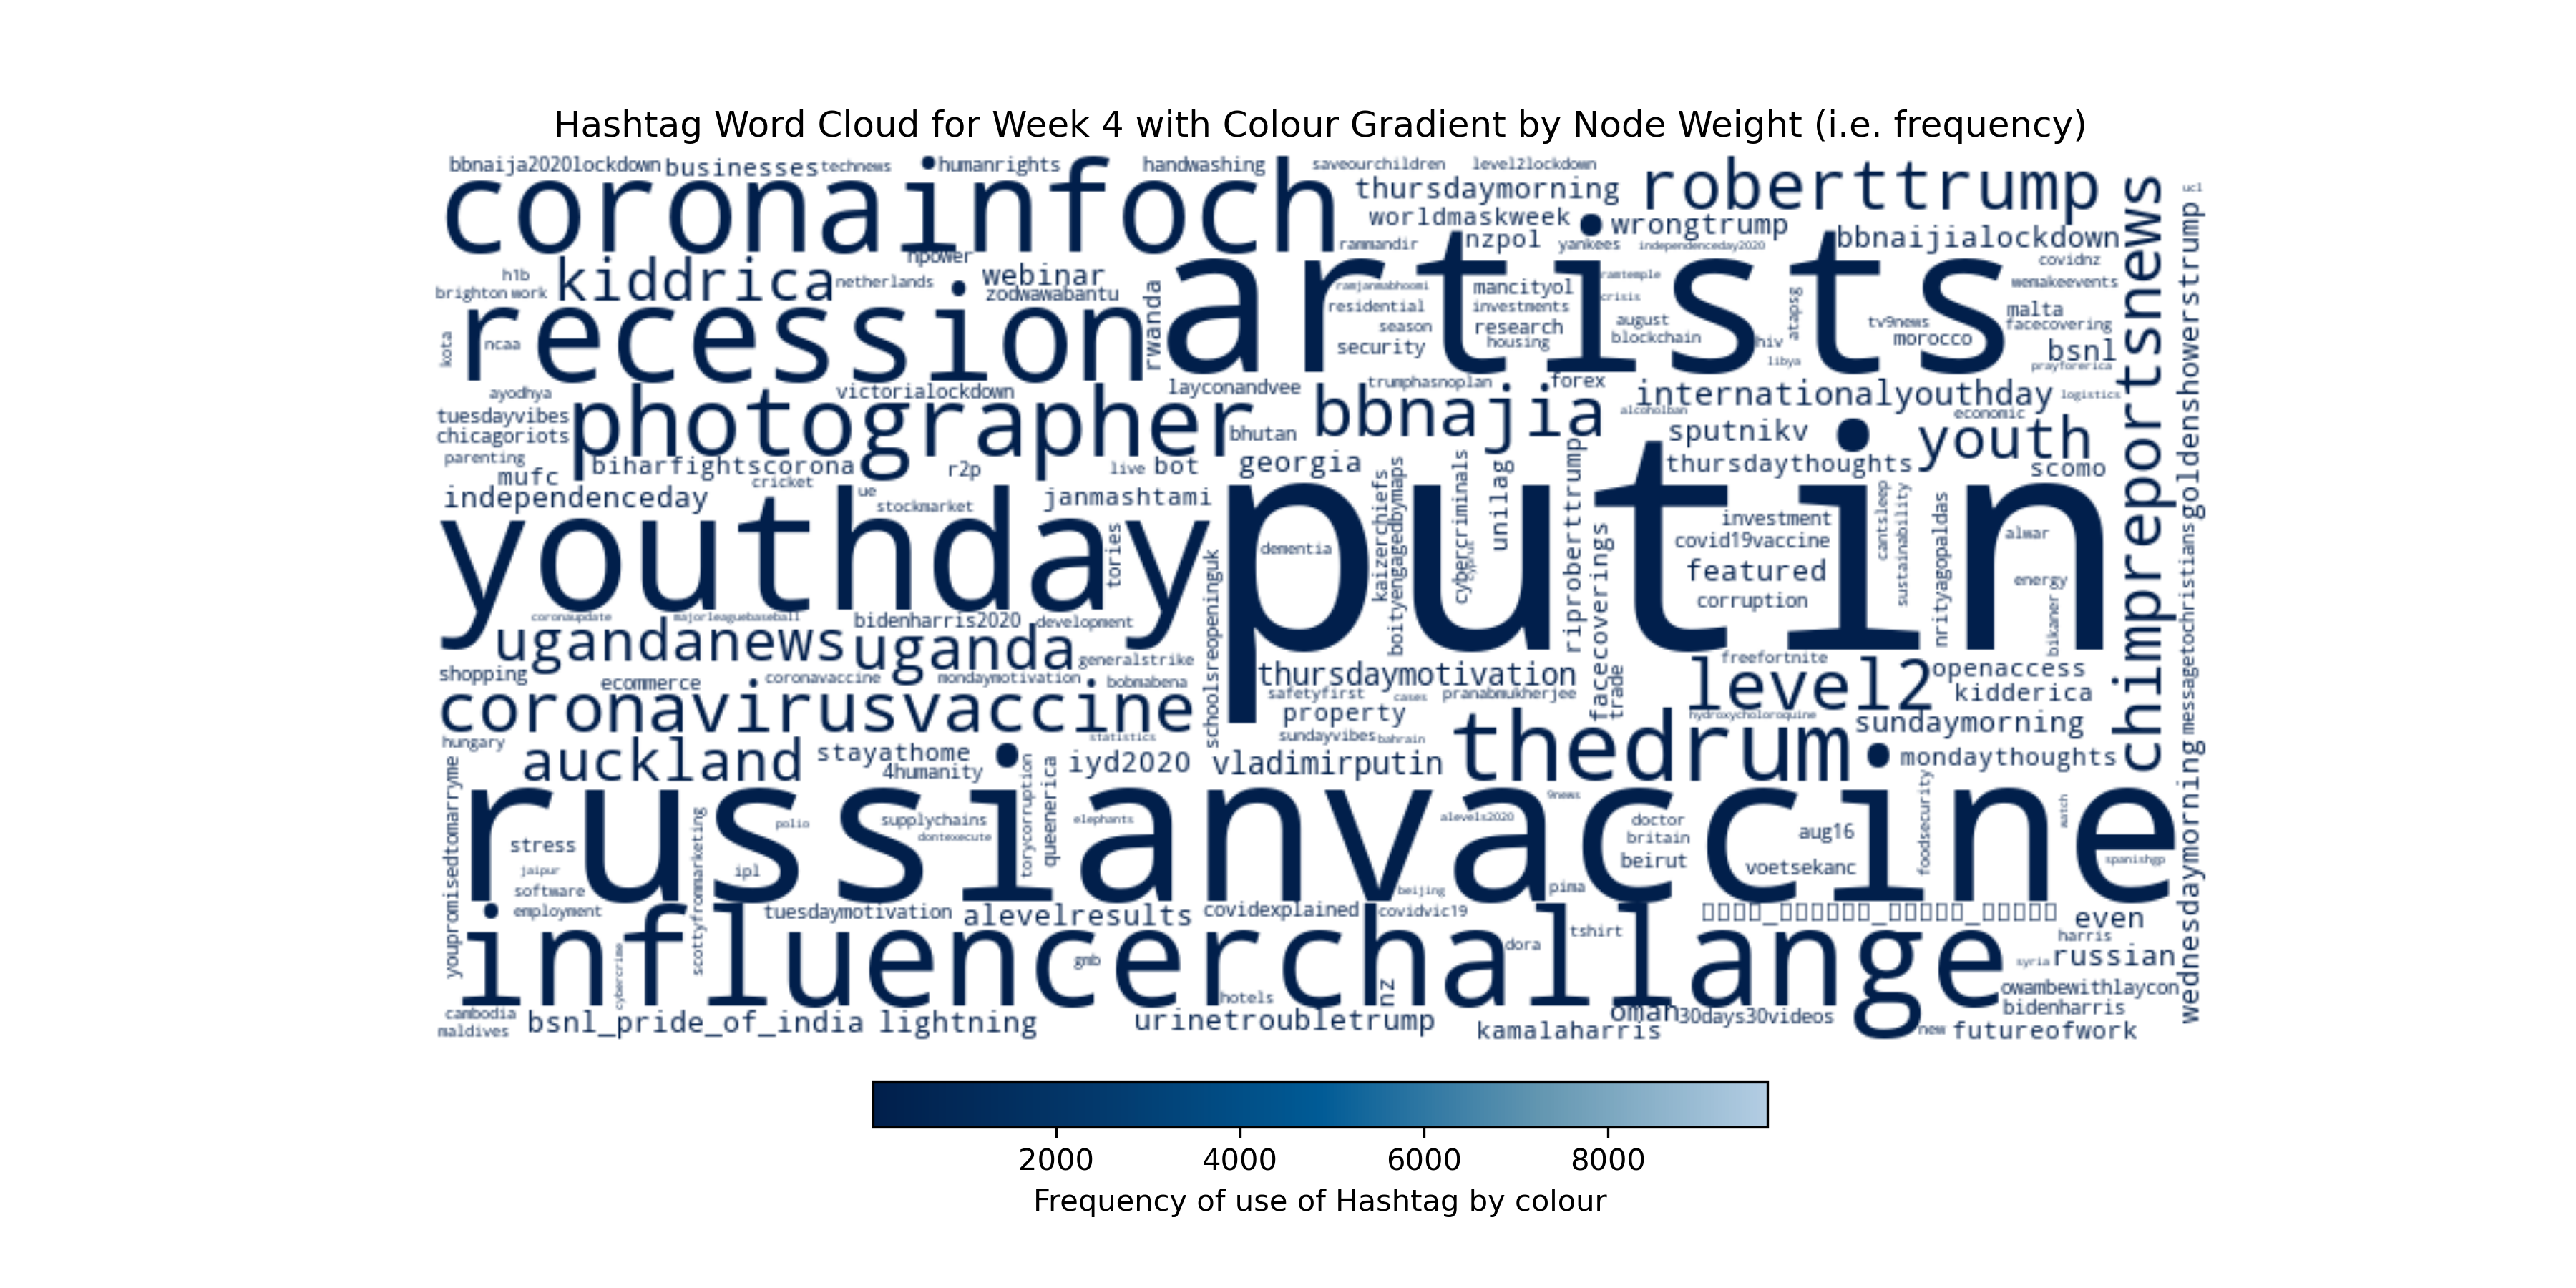 Hashtag Word Cloud for Week 4 with Colour Gradient by Node Weight (i.e. frequency)
bbnaija2020lockdown
businesses
technews
humanrights
handwashing
saveourchildren
level2lockdown
ucl
coronainfoch
thursdaymorning
roberttrump
worldmaskweek
wrongtrump
rammandir
nzpol
yankees
independenceday2020
bbnaijialockdown
npower
h1b
brighton
work
kiddrica
netherlands
webinar
zodwawabantu
rwanda
artists
ramjanmabhoomi
mancityol
ramtemple
covidnz
wemakeevents
residential
investments
crisis
atapsg
malta
season
research
august
tv9news
facecovering
kota
ncaa
recession
security
housing
blockchain
hiv
morocco
bsnl
libya
prayforerica
chimpreportsnews
goldenshowerstrump
ayodhya
victorialockdown
layconandvee
trumphasnoplan
forex
internationalyouthday
logistics
tuesdayvibes
photographer
bbnajia
alcoholban
economic
chicagoriots
bhutan
sputnikv
youth
parenting
mufc
biharfightscorona
r2p
live
bot
georgia
thursdaythoughts
scomo
cricket
independenceday
ue
stockmarket
janmashtami
kaizerchiefs
boityengagedbymaps
cybercriminals
cyprus
unilag
riproberttrump
facecoverings
cantsleep
sustainability
nrityagopaldas
youthday
putin
tories
dementia
investment
covid19vaccine
featured
corruption
alwar
energy
bikaner
messagetochristians
coronaupdate
majorleaguebaseball
bidenharris2020
development
schoolsreopeninguk
ugandanews
uganda
generalstrike
thursdaymotivation
freefortnite
level2
openaccess
shopping
ecommerce
coronavaccine
mondaymotivation
bobmabena
safetyfirst
cases
pranabmukherjee
trade
kidderica
coronavirusvaccine
property
hydroxycholoroquine
sundaymorning
hungary
statistics
sundayvibes
bahrain
thedrum
auckland
stayathome
4humanity
iyd2020
vladimirputin
mondaythoughts
wednesdaymorning
youpromisedtomarryme
torycorruption
queenerica
9news
foodsecurity
watch
russianvaccine
scottyfrommarketing
polio
supplychains
dontexecute
elephants
alevels2020
doctor
britain
aug16
stress
beirut
voetsekanc
spanishgp
jaipur
ipl
software
beijing
pima
employment
tuesdaymotivation
alevelresults
covidexplained
covidvic19
even
influencerchallange
cybercrime
gmb
dora
tshirt
harris
syria
russian
nz
hotels
owambewithlaycon
cambodia
maldives
bsnl_pride_of_india
lightning
urinetroubletrump
kamalaharris
oman
30days30videos
bidenharris
new
futureofwork
2000 4000 6000 8000
Frequency of use of Hashtag by colour